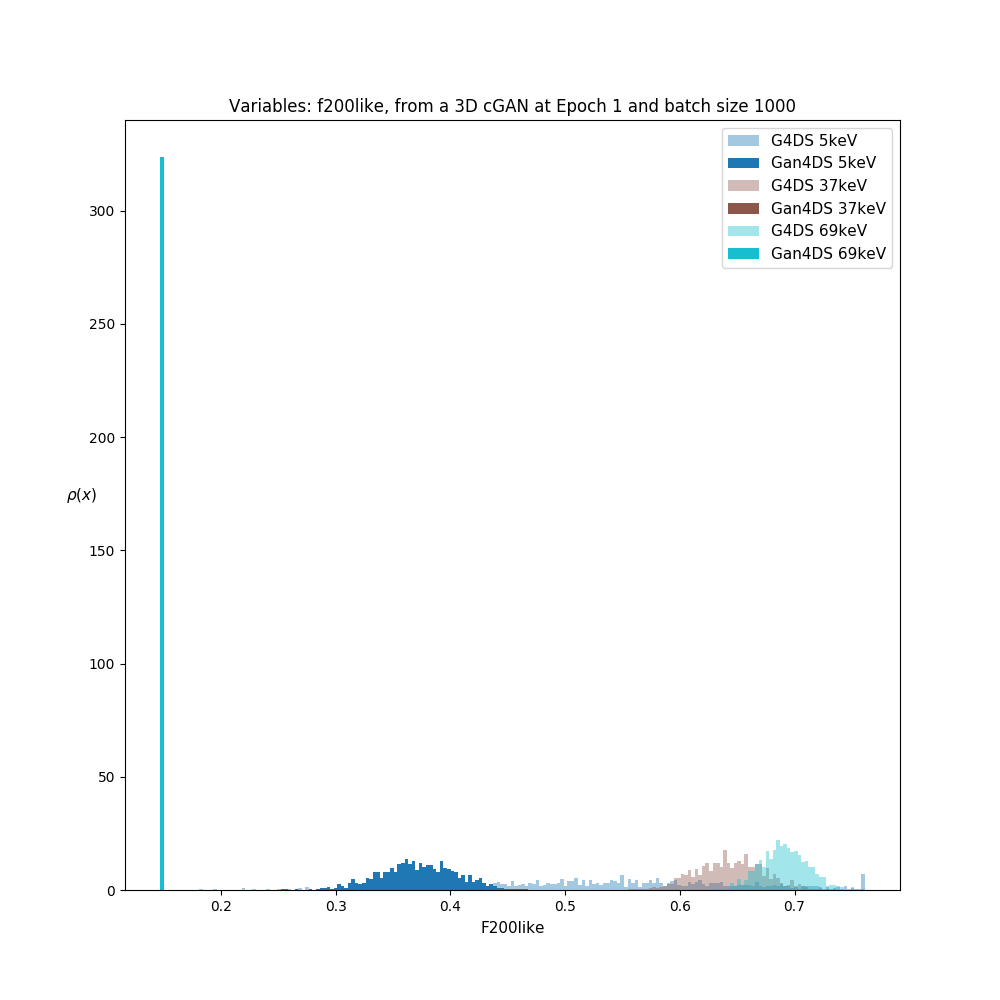 Variables: f200like, from a 3D cGAN at Epoch 1 and batch size 1000
G4DS 5keV
Gan4DS 5keV
G4DS 37keV
Gan4DS 37keV
G4DS 69keV
Gan4DS 69keV
300
250
200
ρ(x)
150
100
50
0
0.2 0.3 0.4 0.5 0.6 0.7
F200like